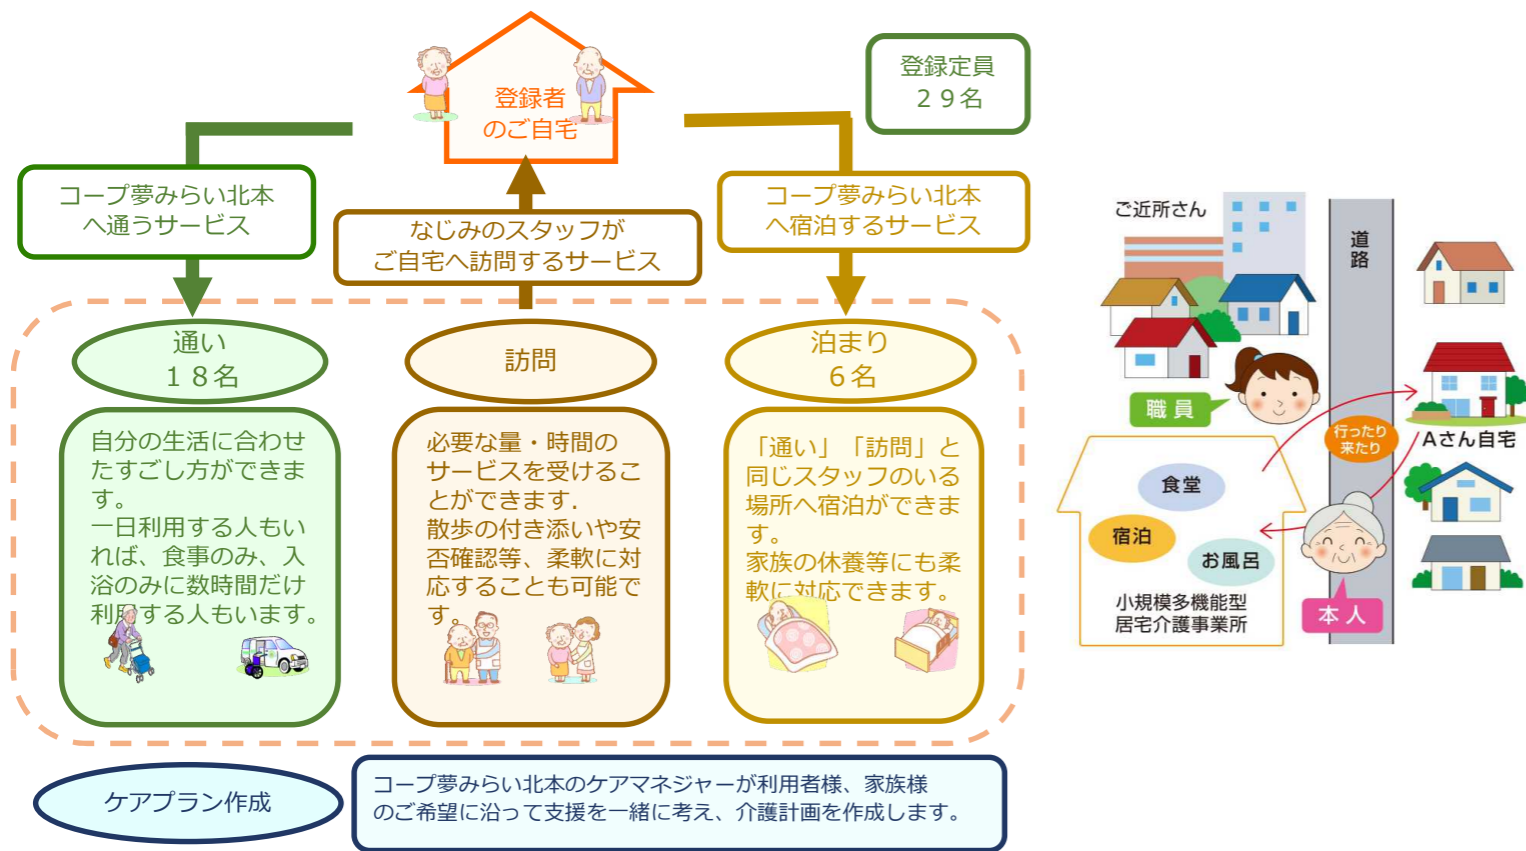 登録者
のご自宅
登録定員
２９名
コープ夢みらい北本
へ通うサービス
なじみのスタッフが
ご自宅へ訪問するサービス
コープ夢みらい北本
へ宿泊するサービス
通い
１８名
自分の生活に合わせ
たすごし方ができま
す。
一日利用する人もい
れば、食事のみ、入
浴のみに数時間だけ
利用する人もいます。
訪問
必要な量・時間の
サービスを受けるこ
とができます.
散歩の付き添いや安
否確認等、柔軟に対
応することも可能で
す。
泊まり
６名
「通い」「訪問」と
同じスタッフのいる
場所へ宿泊ができま
す。
家族の休養等にも柔
軟に対応できます。
ケアプラン作成
コープ夢みらい北本のケアマネジャーが利用者様、家族様
のご希望に沿って支援を一緒に考え、介護計画を作成します。
ご近所さん
道路
職員
行ったり
来たり
Aさん自宅
食堂
宿泊
お風呂
小規模多機能型
居宅介護事業所
本人